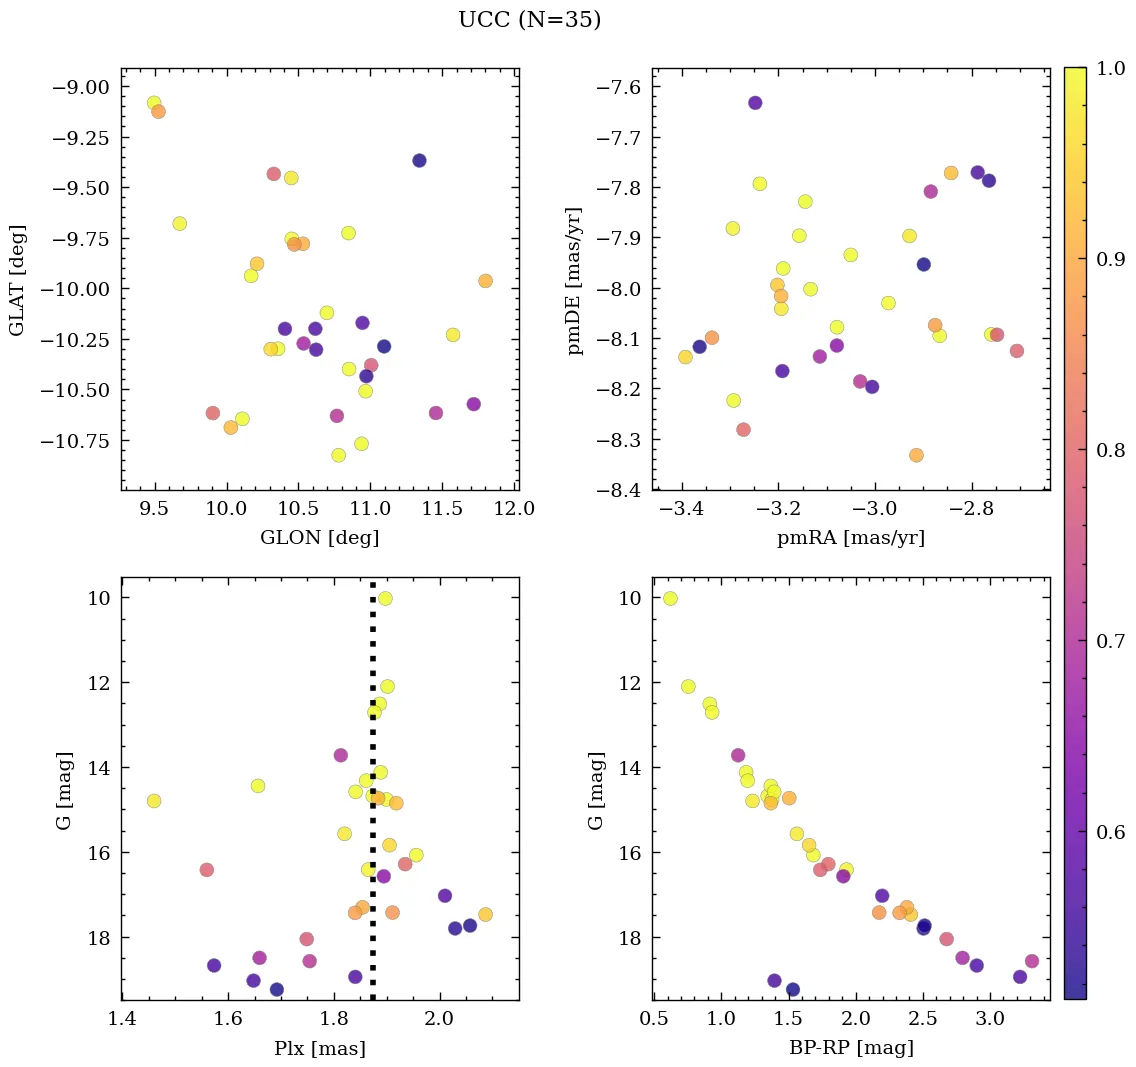 UCC (N=35)
−9.00
−9.25
−9.50
−9.75
−10.00
−10.25
−10.50
−10.75
GLAT [deg]
9.5 10.0 10.5 11.0 11.5 12.0
GLON [deg]
−7.6
−7.7
−7.8
−7.9
−8.0
−8.1
−8.2
−8.3
−8.4
pmDE [mas/yr]
−3.4 −3.2 −3.0 −2.8
pmRA [mas/yr]
1.0
0.9
0.8
0.7
0.6
10
12
14
16
18
G [mag]
1.4 1.6 1.8 2.0
Plx [mas]
10
12
14
16
18
G [mag]
0.5 1.0 1.5 2.0 2.5 3.0
BP-RP [mag]